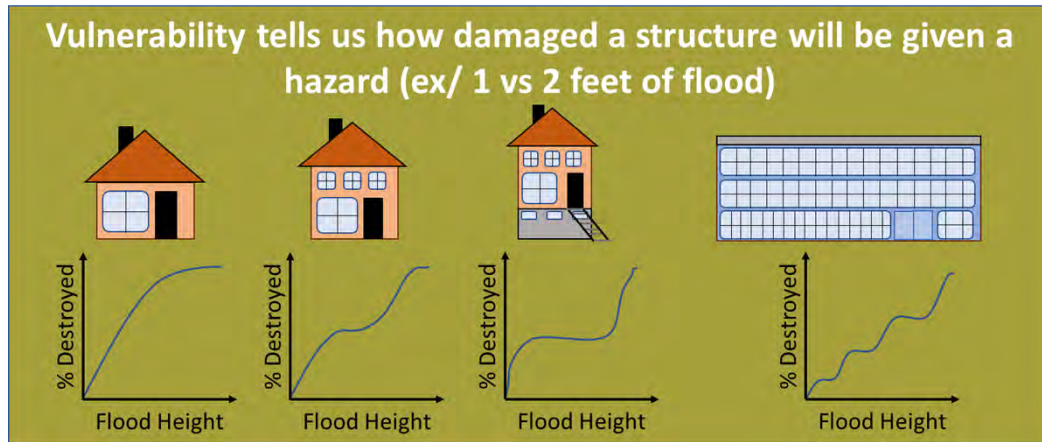 Vulnerability tells us how damaged a structure will be given a
hazard (ex/ 1 vs 2 feet of flood)
% Destroyed
% Destroyed
% Destroyed
% Destroyed
Flood Height
Flood Height
Flood Height
Flood Height